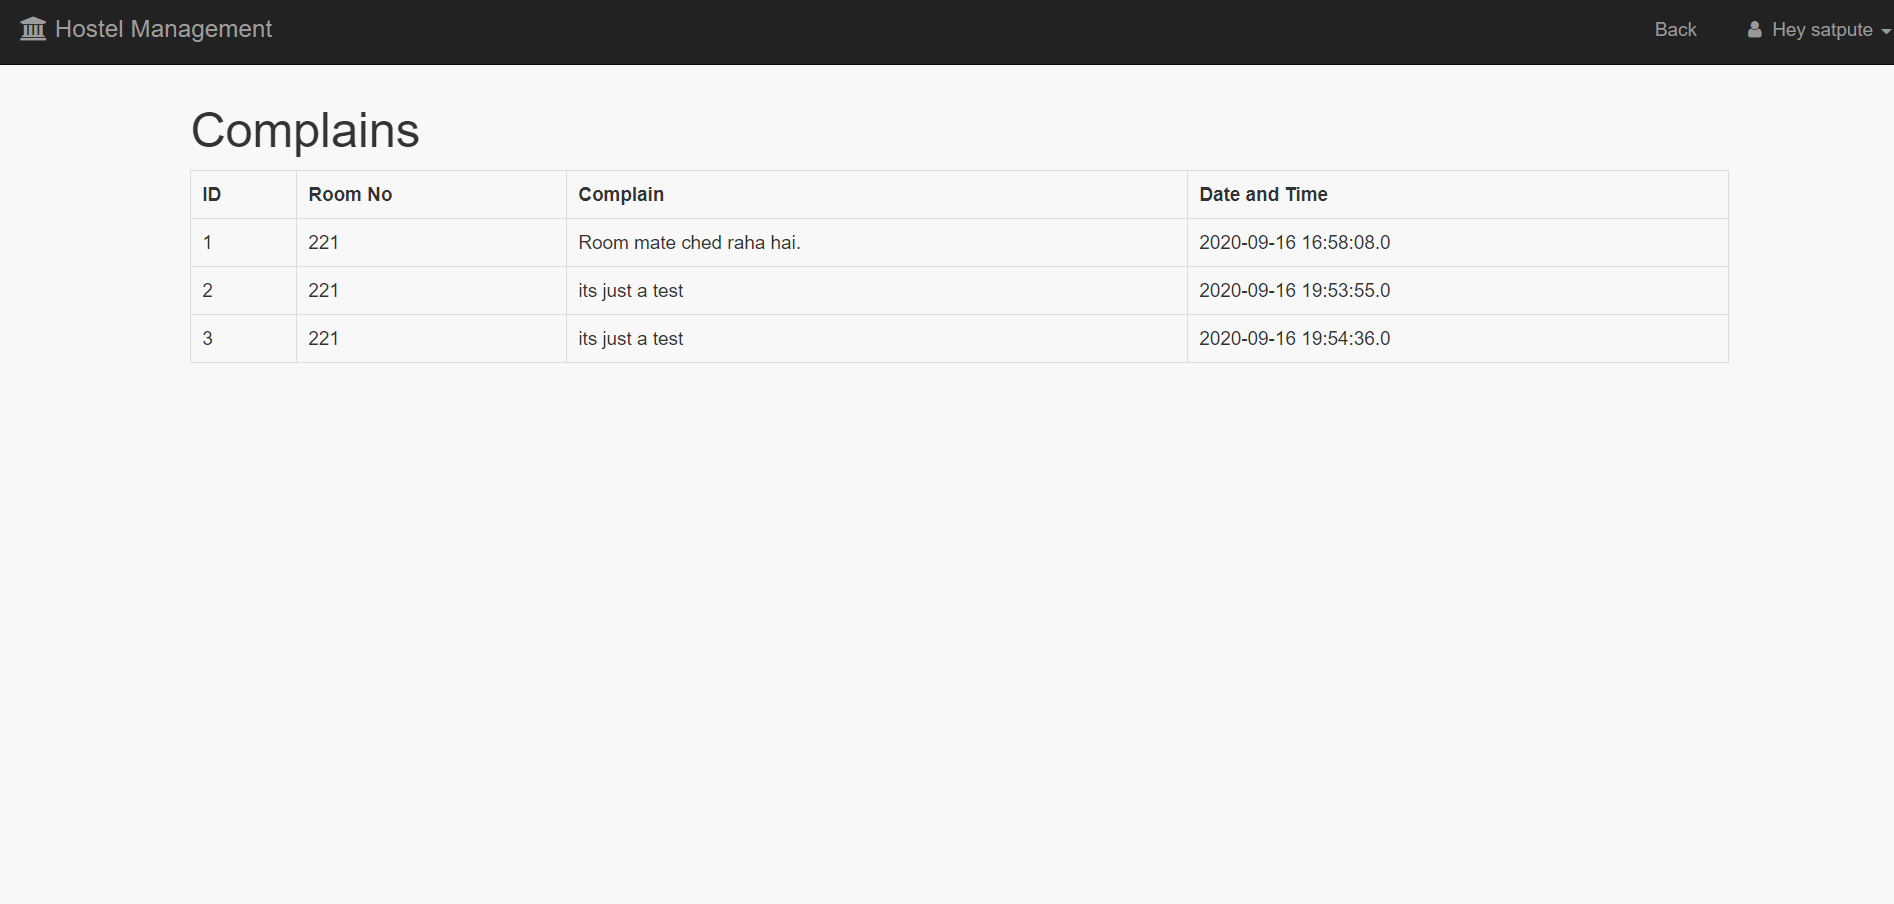 Hostel Management Back Hey satpute
Complains
ID Room No Complain Date and Time
1 221 Room mate ched raha hai. 2020-09-16 16:58:08.0
2 221 its just a test 2020-09-16 19:53:55.0
3 221 its just a test 2020-09-16 19:54:36.0